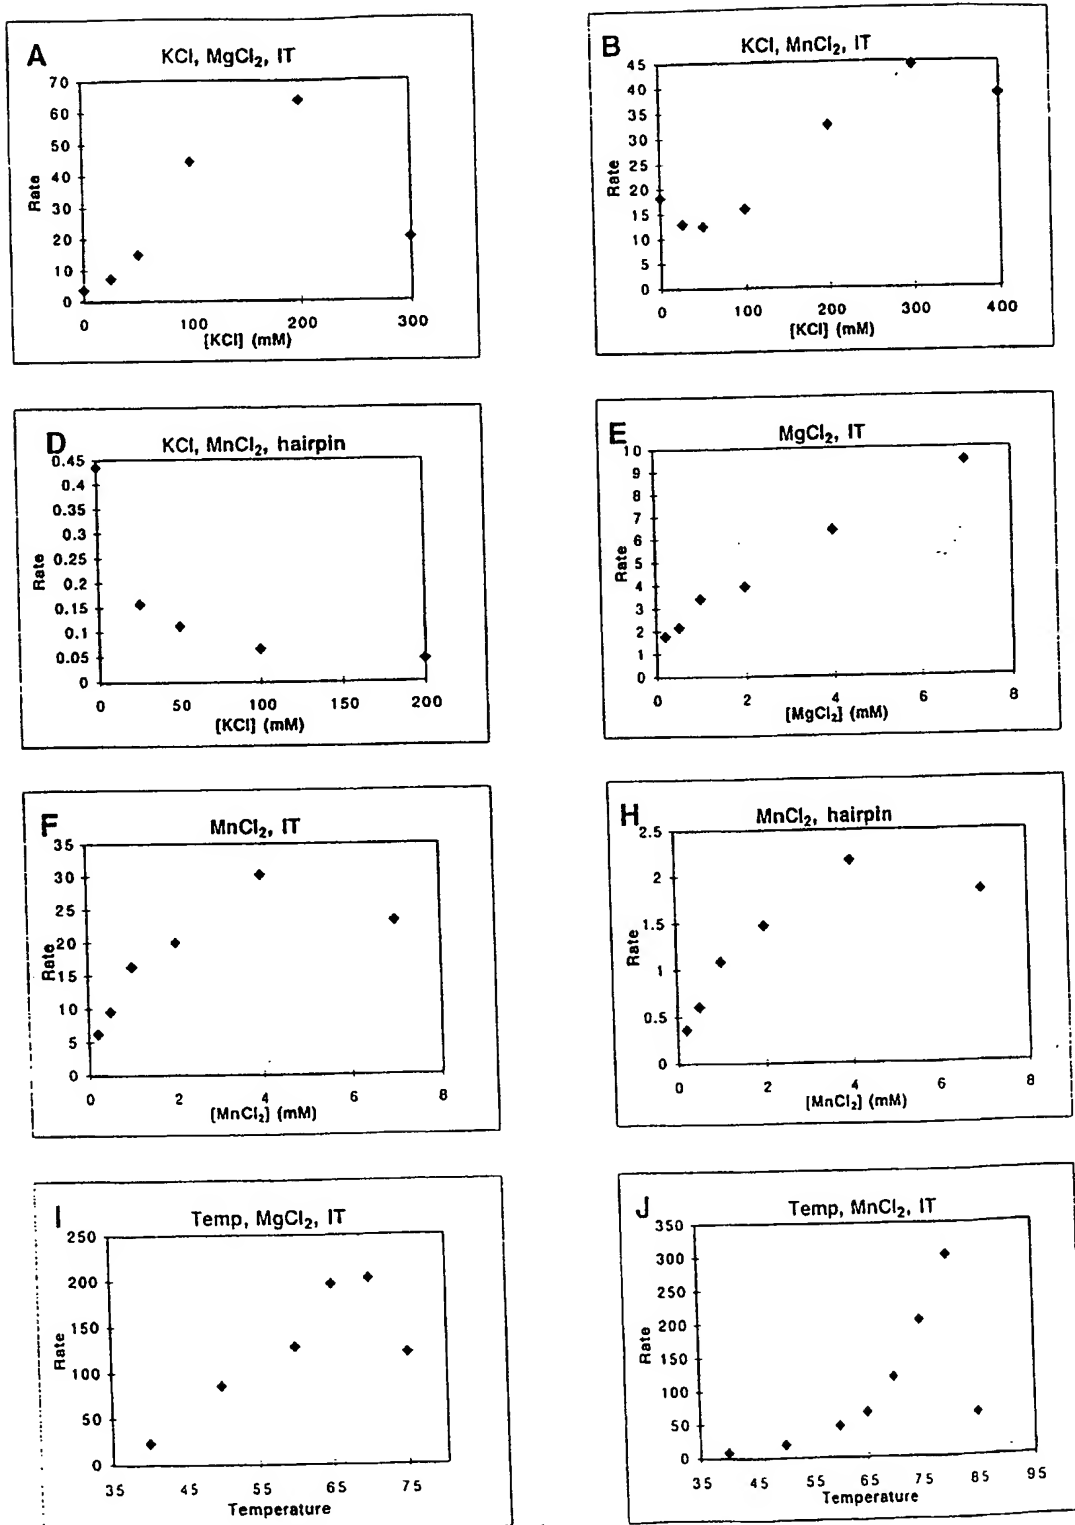 A
KCl, MgCl₂, IT
70
60
50
40
30
20
10
0
Rate
0 100 200 300
[KCl] (mM)
B
KCl, MnCl₂, IT
45
40
35
30
25
20
15
10
5
0
Rate
0 100 200 300 400
[KCl] (mM)
D
KCl, MnCl₂, hairpin
0.45
0.4
0.35
0.3
0.25
0.2
0.15
0.1
0.05
0
Rate
0 50 100 150 200
[KCl] (mM)
E
MgCl₂, IT
10
9
8
7
6
5
4
3
2
1
0
Rate
0 2 4 6 8
[MgCl₂] (mM)
F
MnCl₂, IT
35
30
25
20
15
10
5
0
Rate
0 2 4 6 8
[MnCl₂] (mM)
H
MnCl₂, hairpin
2.5
2
1.5
1
0.5
0
Rate
0 2 4 6 8
[MnCl₂] (mM)
I
Temp, MgCl₂, IT
250
200
150
100
50
0
Rate
35 45 55 65 75
Temperature
J
Temp, MnCl₂, IT
350
300
250
200
150
100
50
0
Rate
35 45 55 65 75 85 95
Temperature